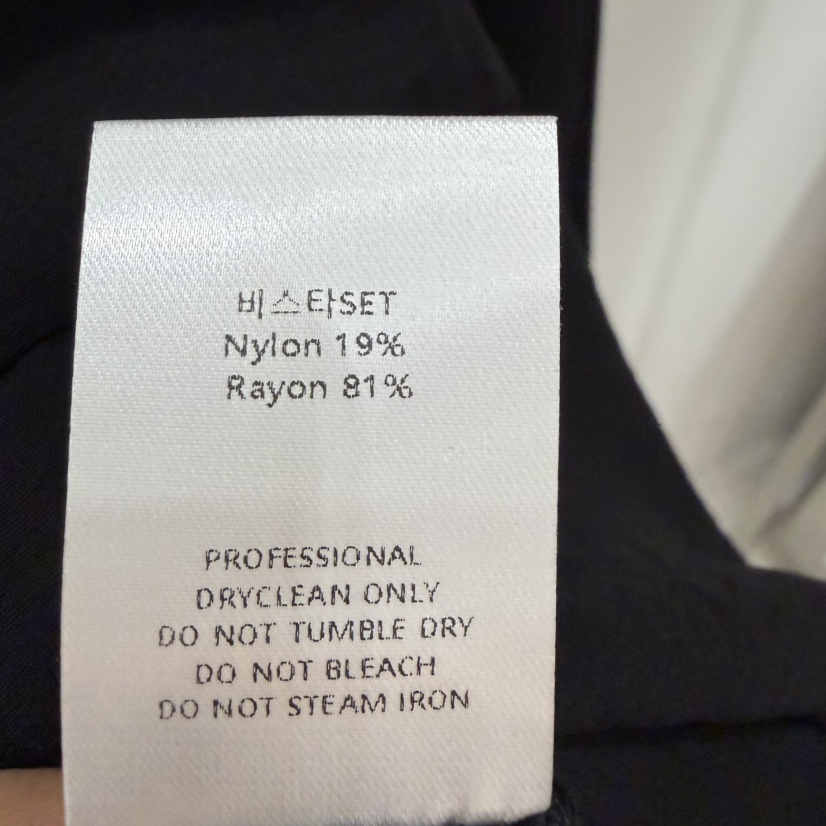 비스타SET
Nylon 19%
Rayon 81%
PROFESSIONAL
DRYCLEAN ONLY
DO NOT TUMBLE DRY
DO NOT BLEACH
DO NOT STEAM IRON